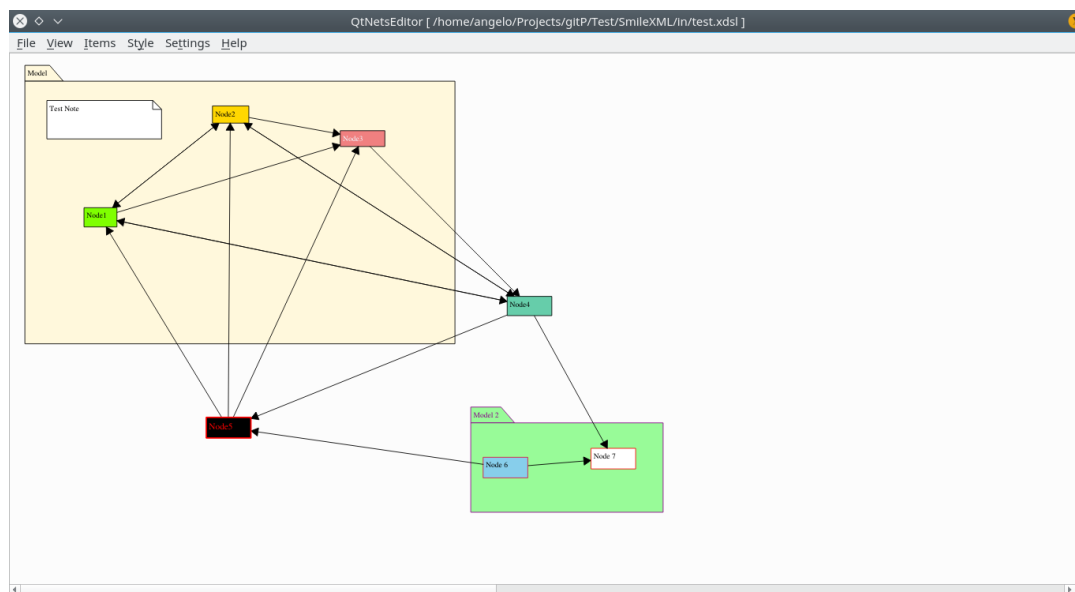 QtNetsEditor [ /home/angelo/Projects/gitP/Test/SmileXML/in/test.xdsl ]
File View Items Style Settings Help
Model
Test Note
Node2
Node3
Node1
Node4
Node5
Model 2
Node 7
Node 6